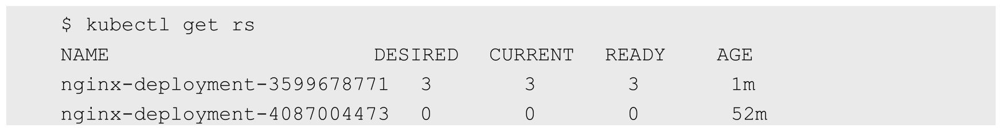 $ kubectl get rs
NAME DESIRED CURRENT READY AGE
nginx-deployment-3599678771 3 3 3 1m
nginx-deployment-4087004473 0 0 0 52m